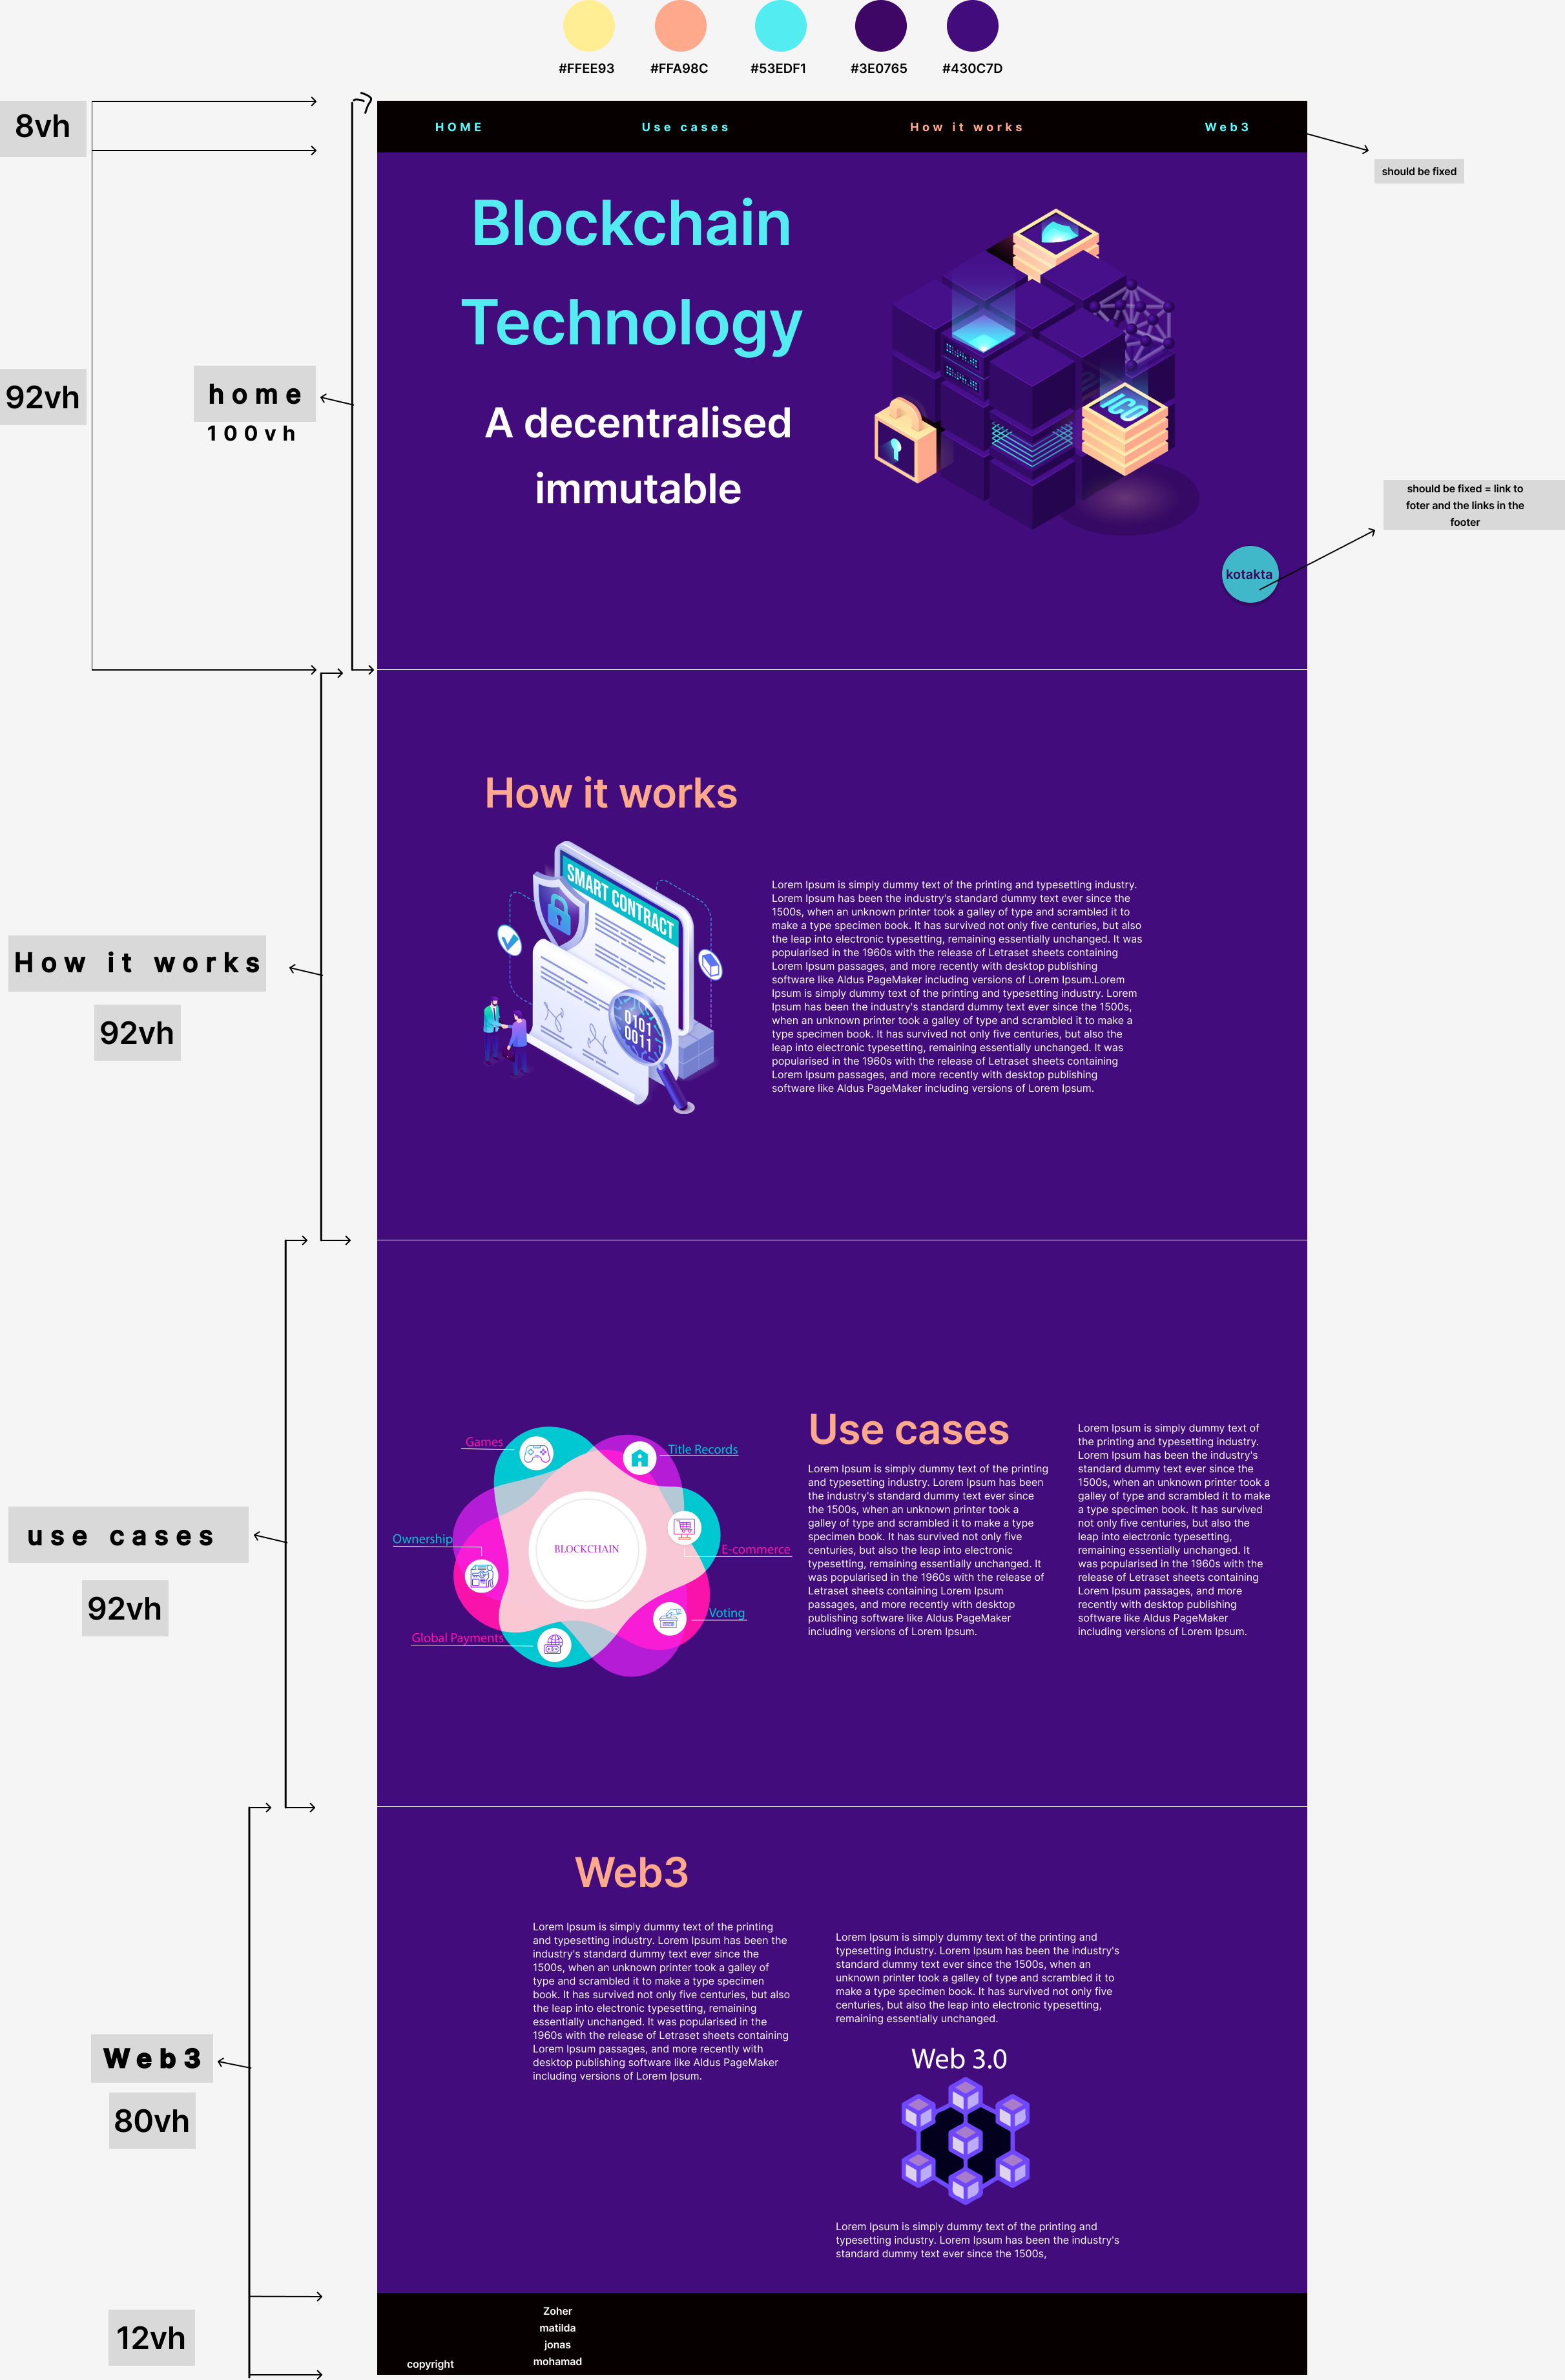 #FFEE93
#FFA98C
#53EDF1
#3E0765
#430C7D
8vh
HOME
Use cases
How it works
Web3
should be fixed
Blockchain
Technology
A decentralised
immutable
ICO
92vh
home
100vh
should be fixed = link to
foter and the links in the
footer
kotakta
How it works
SMART CONTRACT
0101
0011
Lorem Ipsum is simply dummy text of the printing and typesetting industry.
Lorem Ipsum has been the industry's standard dummy text ever since the
1500s, when an unknown printer took a galley of type and scrambled it to
make a type specimen book. It has survived not only five centuries, but also
the leap into electronic typesetting, remaining essentially unchanged. It was
popularised in the 1960s with the release of Letraset sheets containing
Lorem Ipsum passages, and more recently with desktop publishing
software like Aldus PageMaker including versions of Lorem Ipsum.Lorem
Ipsum is simply dummy text of the printing and typesetting industry. Lorem
Ipsum has been the industry's standard dummy text ever since the 1500s,
when an unknown printer took a galley of type and scrambled it to make a
type specimen book. It has survived not only five centuries, but also the
leap into electronic typesetting, remaining essentially unchanged. It was
popularised in the 1960s with the release of Letraset sheets containing
Lorem Ipsum passages, and more recently with desktop publishing
software like Aldus PageMaker including versions of Lorem Ipsum.
How it works
92vh
Games
Title Records
Ownership
BLOCKCHAIN
E-commerce
Voting
Global Payments
Use cases
Lorem Ipsum is simply dummy text of the printing
and typesetting industry. Lorem Ipsum has been
the industry's standard dummy text ever since
the 1500s, when an unknown printer took a
galley of type and scrambled it to make a type
specimen book. It has survived not only five
centuries, but also the leap into electronic
typesetting, remaining essentially unchanged. It
was popularised in the 1960s with the release of
Letraset sheets containing Lorem Ipsum
passages, and more recently with desktop
publishing software like Aldus PageMaker
including versions of Lorem Ipsum.
Lorem Ipsum is simply dummy text of
the printing and typesetting industry.
Lorem Ipsum has been the industry's
standard dummy text ever since the
1500s, when an unknown printer took a
galley of type and scrambled it to make
a type specimen book. It has survived
not only five centuries, but also the
leap into electronic typesetting,
remaining essentially unchanged. It
was popularised in the 1960s with the
release of Letraset sheets containing
Lorem Ipsum passages, and more
recently with desktop publishing
software like Aldus PageMaker
including versions of Lorem Ipsum.
use cases
92vh
Web3
Lorem Ipsum is simply dummy text of the printing
and typesetting industry. Lorem Ipsum has been the
industry's standard dummy text ever since the
1500s, when an unknown printer took a galley of
type and scrambled it to make a type specimen
book. It has survived not only five centuries, but also
the leap into electronic typesetting, remaining
essentially unchanged. It was popularised in the
1960s with the release of Letraset sheets containing
Lorem Ipsum passages, and more recently with
desktop publishing software like Aldus PageMaker
including versions of Lorem Ipsum.
Lorem Ipsum is simply dummy text of the printing and
typesetting industry. Lorem Ipsum has been the industry's
standard dummy text ever since the 1500s, when an
unknown printer took a galley of type and scrambled it to
make a type specimen book. It has survived not only five
centuries, but also the leap into electronic typesetting,
remaining essentially unchanged.
Web 3.0
Lorem Ipsum is simply dummy text of the printing and
typesetting industry. Lorem Ipsum has been the industry's
standard dummy text ever since the 1500s,
Web3
80vh
12vh
Zoher
matilda
jonas
mohamad
copyright